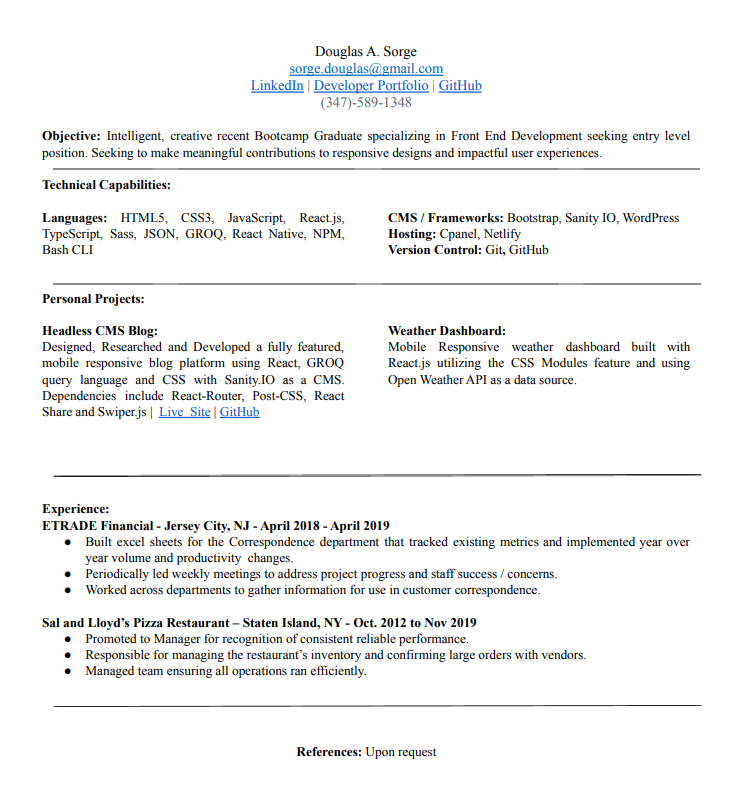 Douglas A. Sorge
sorge.douglas@gmail.com
LinkedIn | Developer Portfolio | GitHub
(347)-589-1348
Objective: Intelligent, creative recent Bootcamp Graduate specializing in Front End Development seeking entry level
position. Seeking to make meaningful contributions to responsive designs and impactful user experiences.
Technical Capabilities:
Languages: HTML5, CSS3, JavaScript, React.js,
TypeScript, Sass, JSON, GROQ, React Native, NPM,
Bash CLI
CMS / Frameworks: Bootstrap, Sanity IO, WordPress
Hosting: Cpanel, Netlify
Version Control: Git, GitHub
Personal Projects:
Headless CMS Blog:
Designed, Researched and Developed a fully featured,
mobile responsive blog platform using React, GROQ
query language and CSS with Sanity.IO as a CMS.
Dependencies include React-Router, Post-CSS, React
Share and Swiper.js | Live Site | GitHub
Weather Dashboard:
Mobile Responsive weather dashboard built with
React.js utilizing the CSS Modules feature and using
Open Weather API as a data source.
Experience:
ETRADE Financial - Jersey City, NJ - April 2018 - April 2019
● Built excel sheets for the Correspondence department that tracked existing metrics and implemented year over
year volume and productivity changes.
● Periodically led weekly meetings to address project progress and staff success / concerns.
● Worked across departments to gather information for use in customer correspondence.
Sal and Lloyd's Pizza Restaurant – Staten Island, NY - Oct. 2012 to Nov 2019
● Promoted to Manager for recognition of consistent reliable performance.
● Responsible for managing the restaurant's inventory and confirming large orders with vendors.
● Managed team ensuring all operations ran efficiently.
References: Upon request